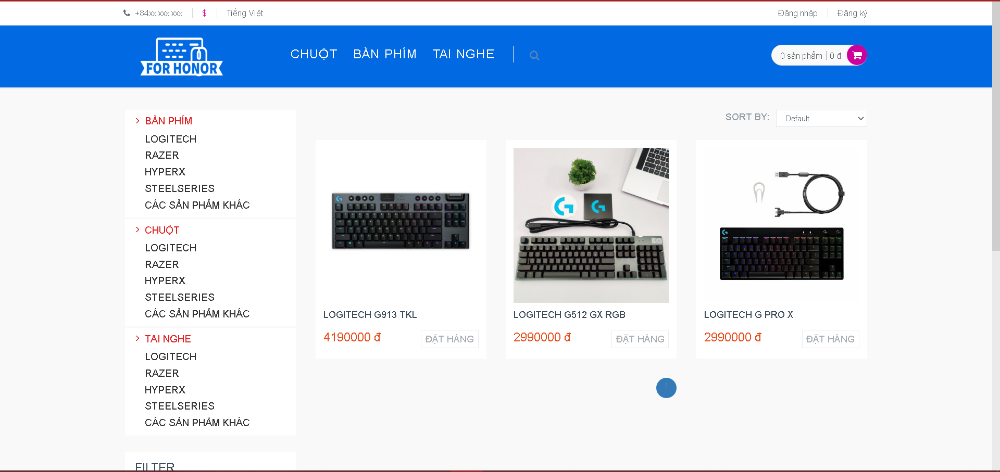 +84xx xxx xxx $ Tiếng Việt Đăng nhập Đăng ký
FOR HONOR
CHUỘT BÀN PHÍM TAI NGHE
0 sản phẩm 0 đ
BÀN PHÍM
LOGITECH
RAZER
HYPERX
STEELSERIES
CÁC SẢN PHẨM KHÁC
CHUỘT
LOGITECH
RAZER
HYPERX
STEELSERIES
CÁC SẢN PHẨM KHÁC
TAI NGHE
LOGITECH
RAZER
HYPERX
STEELSERIES
CÁC SẢN PHẨM KHÁC
FILTER
SORT BY: Default
LOGITECH G913 TKL
4190000 đ ĐẶT HÀNG
LOGITECH G512 GX RGB
2990000 đ ĐẶT HÀNG
LOGITECH G PRO X
2990000 đ ĐẶT HÀNG
1